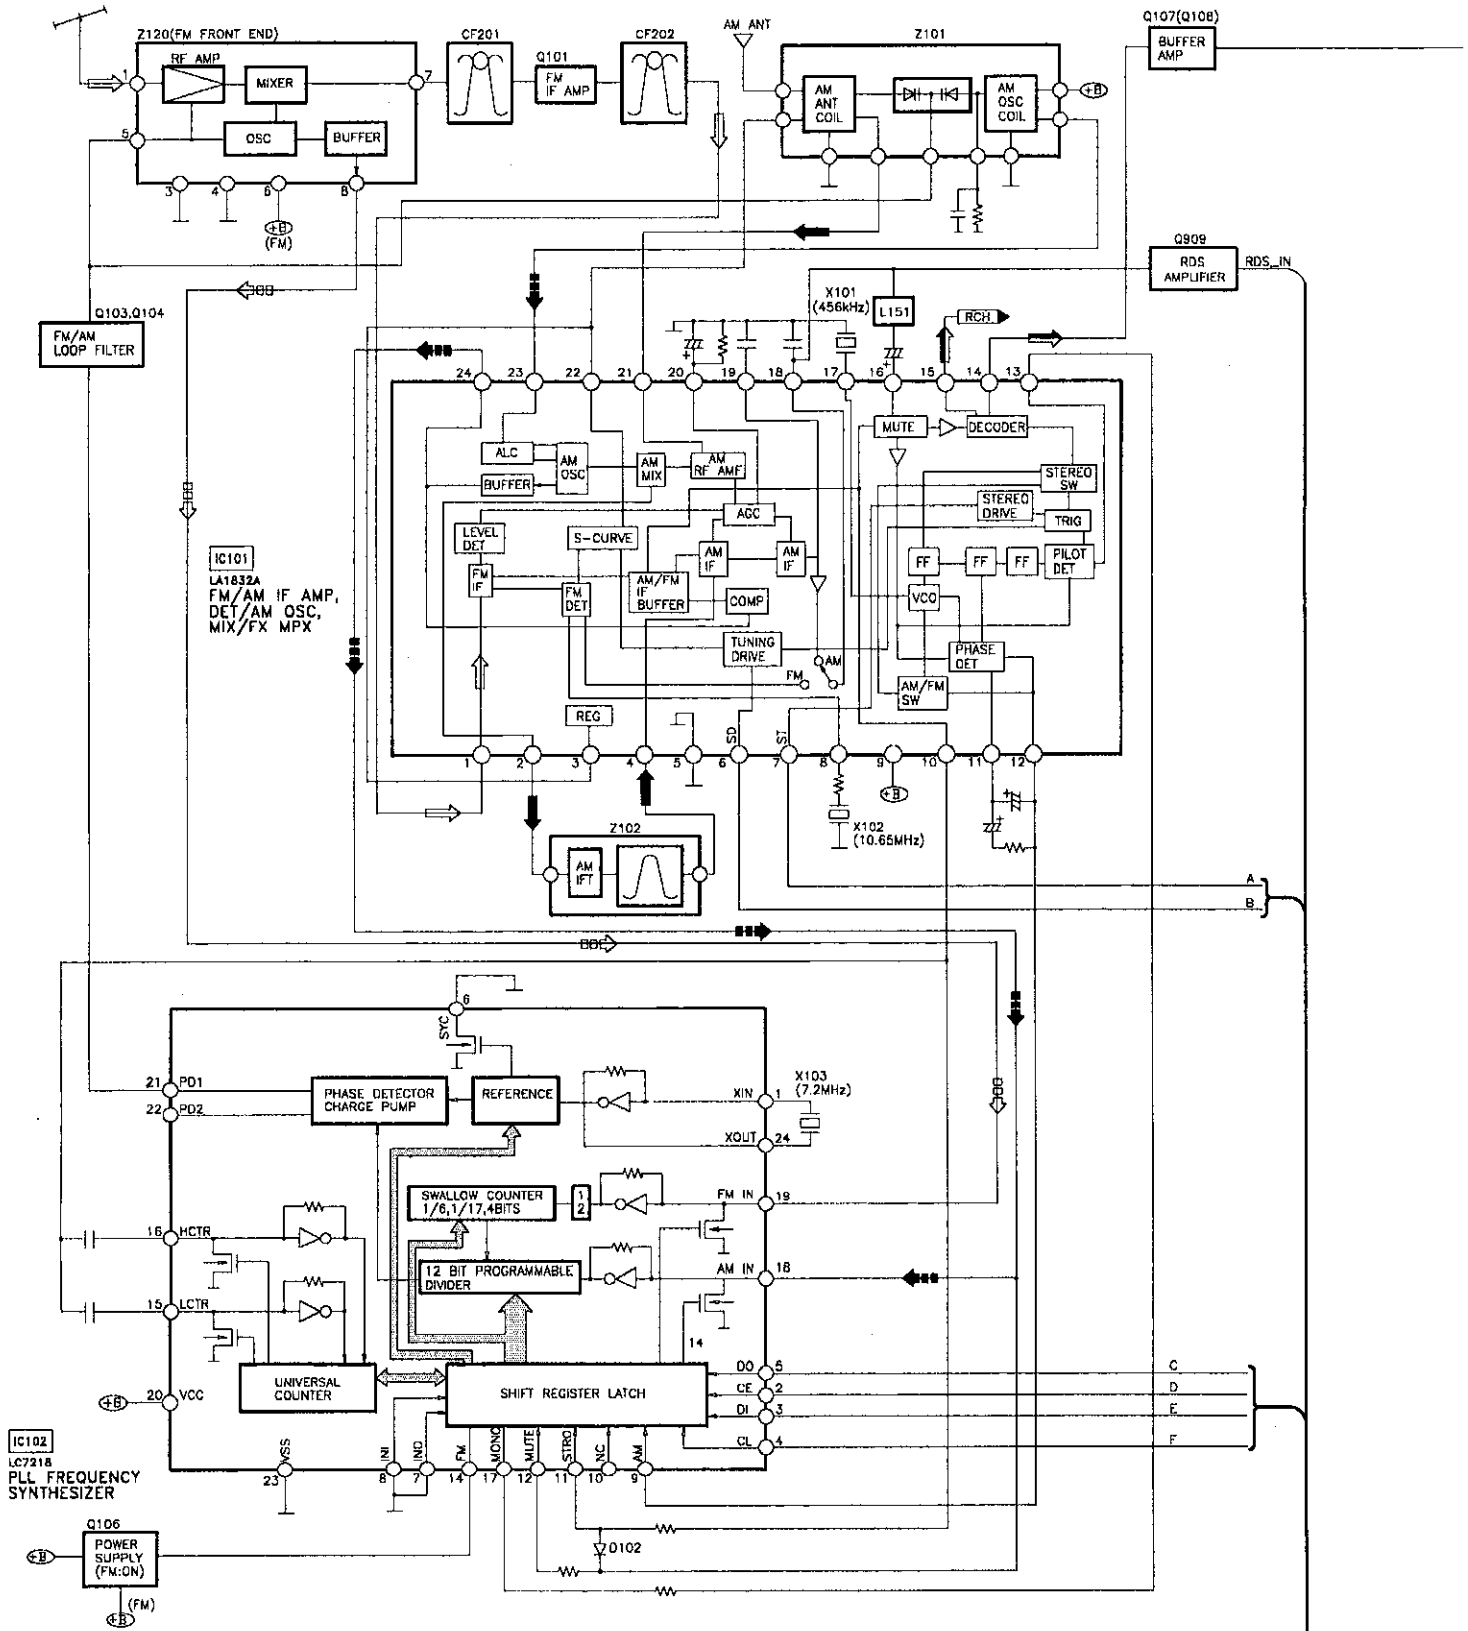 Z120(FM FRONT END)
RF AMP
MIXER
OSC
BUFFER
1
7
5
3
4
6
8
+B
(FM)
CF201
Q101
FM
IF AMP
CF202
AM ANT
Z101
AM
ANT
COIL
AM
OSC
COIL
+B
Q107(Q108)
BUFFER
AMP
Q909
RDS
AMPLIFIER
RDS_IN
Q103,Q104
FM/AM
LOOP FILTER
X101
(456kHz)
L151
RCH
24
23
22
21
20
19
18
17
16
15
14
13
ALC
AM
OSC
BUFFER
AM
MIX
AM
RF AMP
MUTE
DECODER
STEREO
SW
STEREO
DRIVE
TRIG
AGC
LEVEL
DET
S-CURVE
FM
IF
FM
DET
AM/FM
IF
BUFFER
AM
IF
AM
IF
COMP
FF
FF
FF
PILOT
DET
VCO
TUNING
DRIVE
PHASE
DET
AM/FM
SW
AM
FM
REG
SD
ST
1
2
3
4
5
6
7
8
9
10
11
12
+B
IC101
LA1832A
FM/AM IF AMP,
DET/AM OSC,
MIX/FX MPX
X102
(10.65MHz)
Z102
AM
IFT
A
B
6
SYC
21
PD1
22
PD2
PHASE DETECTOR
CHARGE PUMP
REFERENCE
XIN
1
X103
(7.2MHz)
XOUT
24
SWALLOW COUNTER
1/6,1/17,4BITS
1
2
FM IN
19
16
HCTR
12 BIT PROGRAMMABLE
DIVIDER
AM IN
18
15
LCTR
14
UNIVERSAL
COUNTER
SHIFT REGISTER LATCH
DO
5
C
CE
2
D
DI
3
E
CL
4
F
+B
20
VCC
IC102
LC7218
PLL FREQUENCY
SYNTHESIZER
VSS
23
IN1
8
IN0
7
FM
14
MONO
17
MUTE
12
STRO
11
NC
10
AM
9
Q106
POWER
SUPPLY
(FM:ON)
+B
+B
(FM)
D102